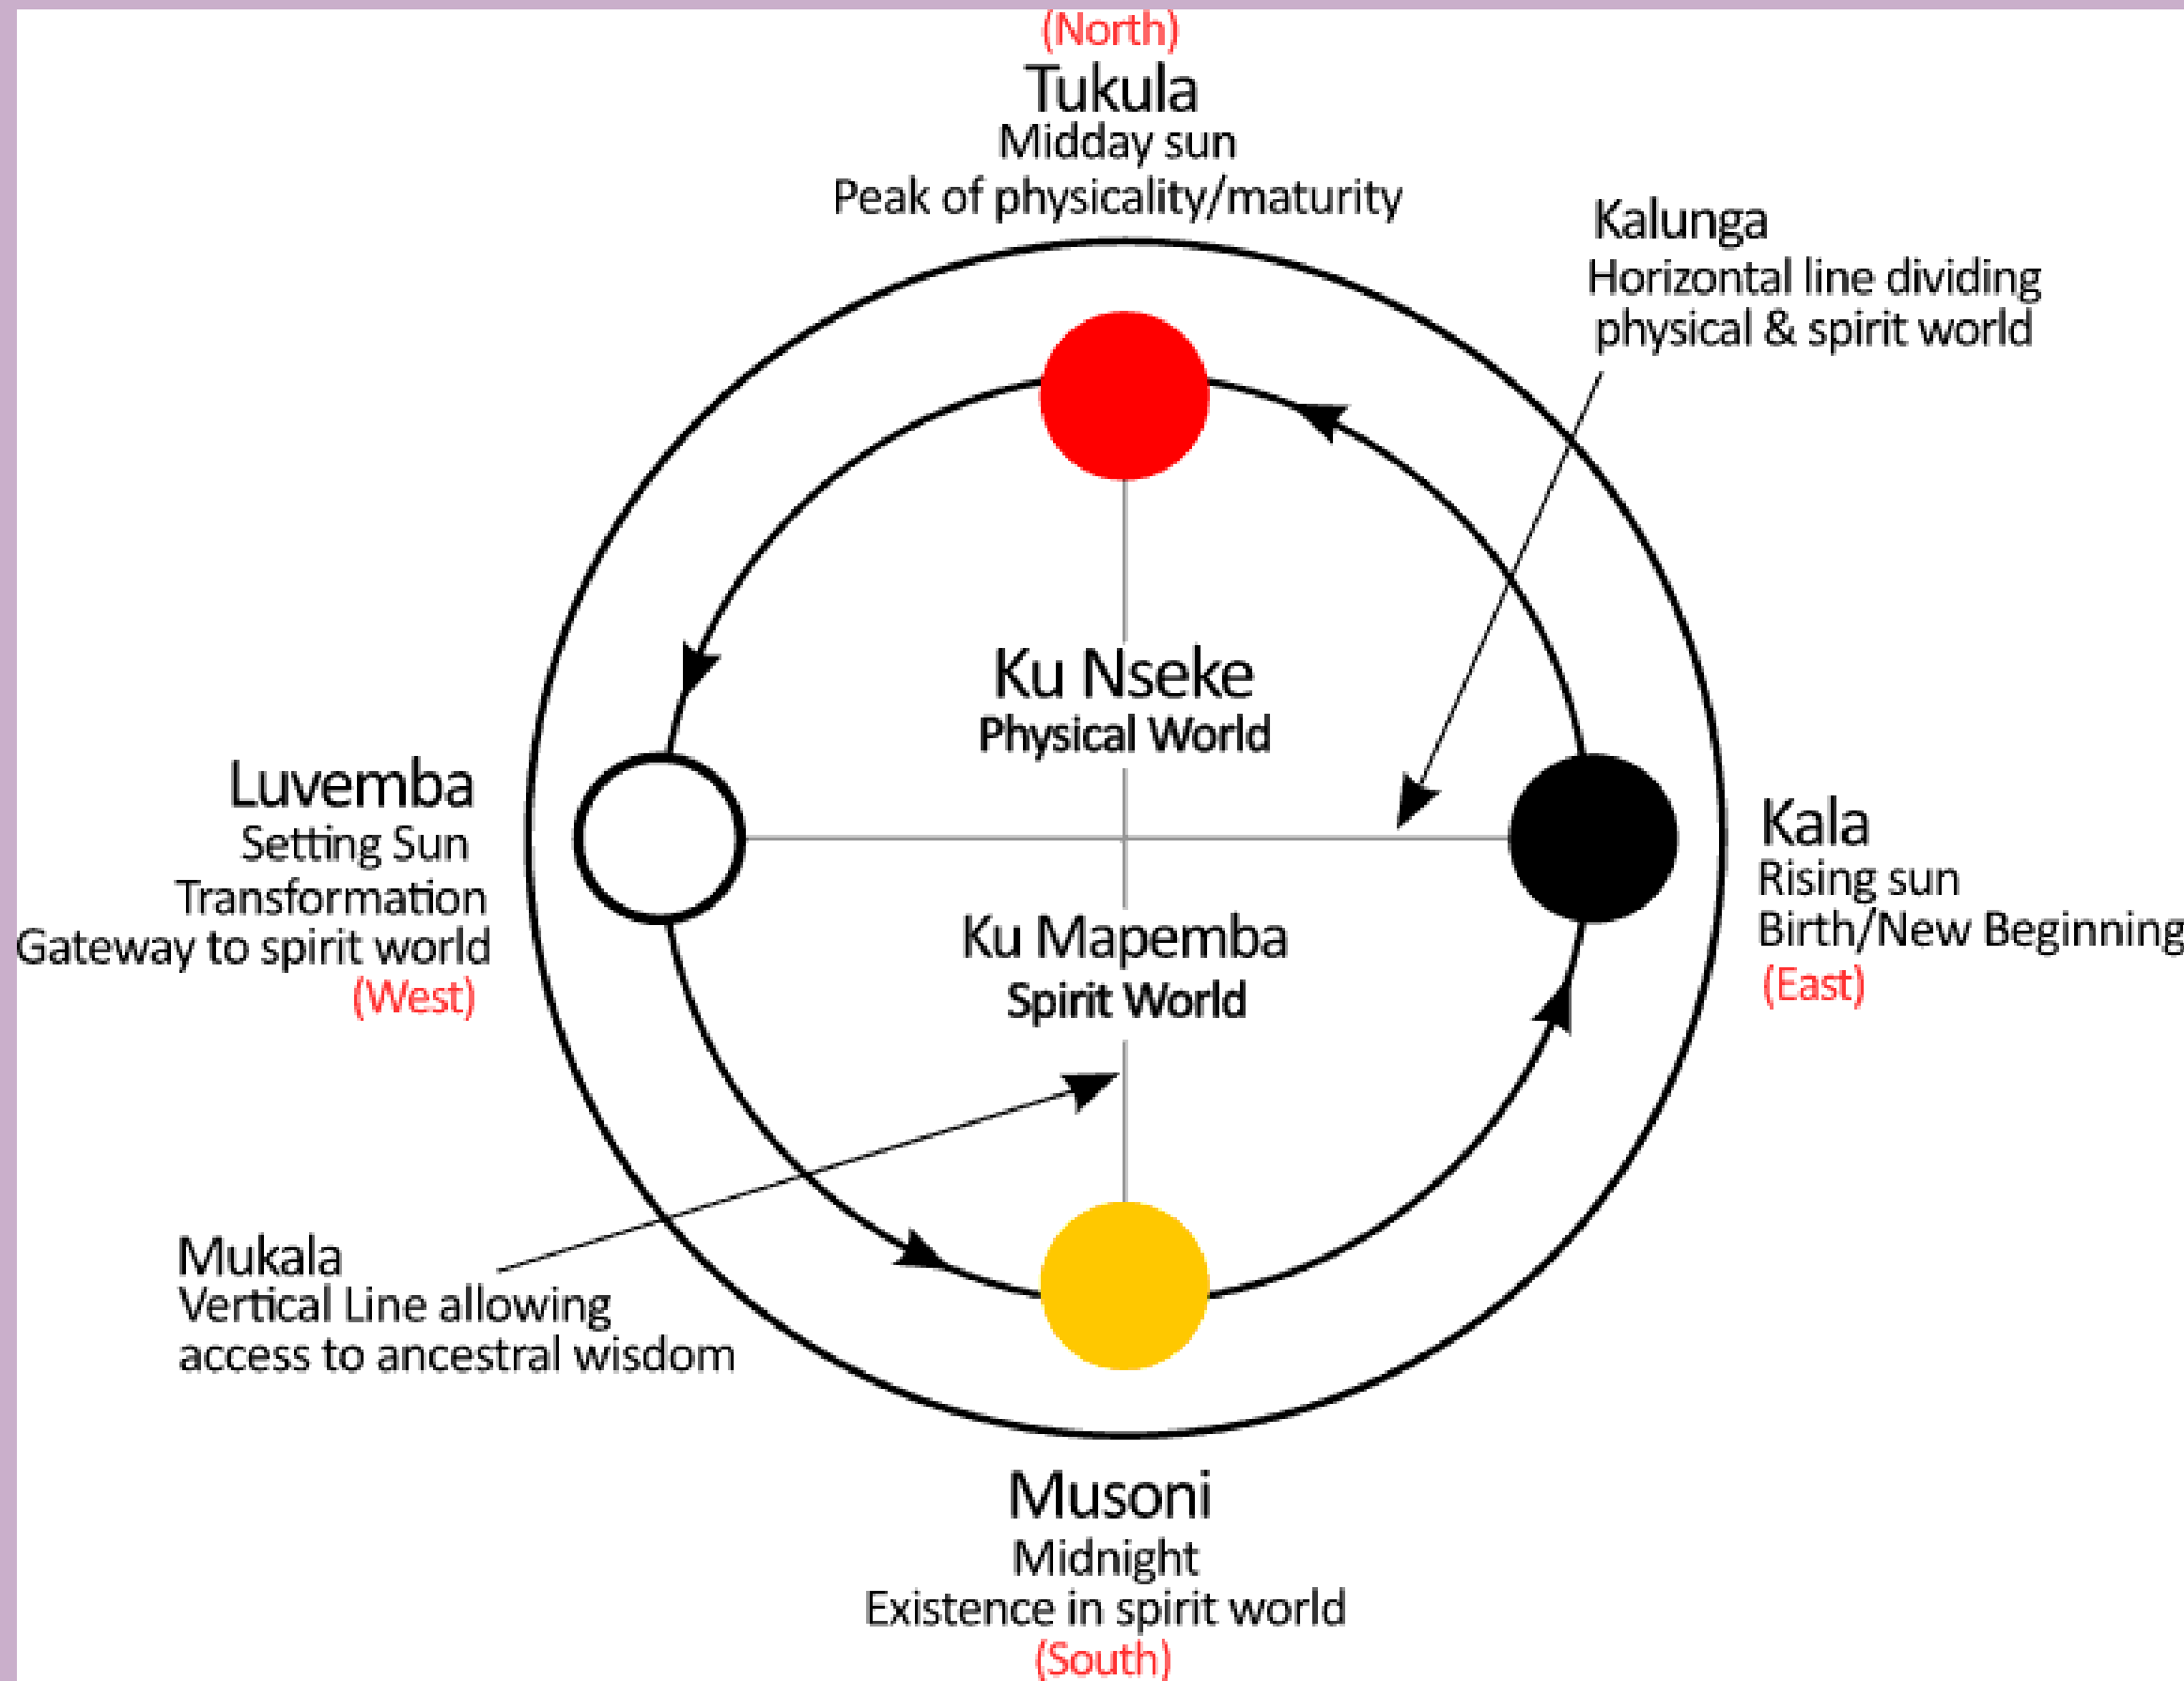 (North)
Tukula
Midday sun
Peak of physicality/maturity
Kalunga
Horizontal line dividing
physical & spirit world
Ku Nseke
Physical World
Luvemba
Setting Sun
Transformation
Gateway to spirit world
(West)
Kala
Rising sun
Birth/New Beginning
(East)
Ku Mapemba
Spirit World
Mukala
Vertical Line allowing
access to ancestral wisdom
Musoni
Midnight
Existence in spirit world
(South)